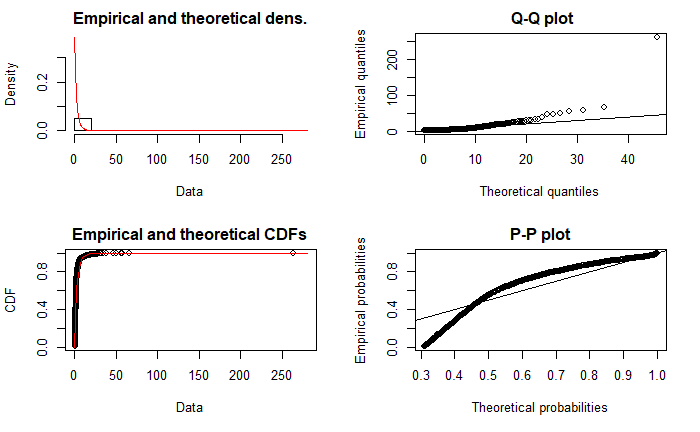 Empirical and theoretical dens.
Density
0.0 0.2
0 50 100 150 200 250
Data
Q-Q plot
Empirical quantiles
0 100 200
0 10 20 30 40
Theoretical quantiles
Empirical and theoretical CDFs
CDF
0.0 0.4 0.8
0 50 100 150 200 250
Data
P-P plot
Empirical probabilities
0.0 0.4 0.8
0.3 0.4 0.5 0.6 0.7 0.8 0.9 1.0
Theoretical probabilities